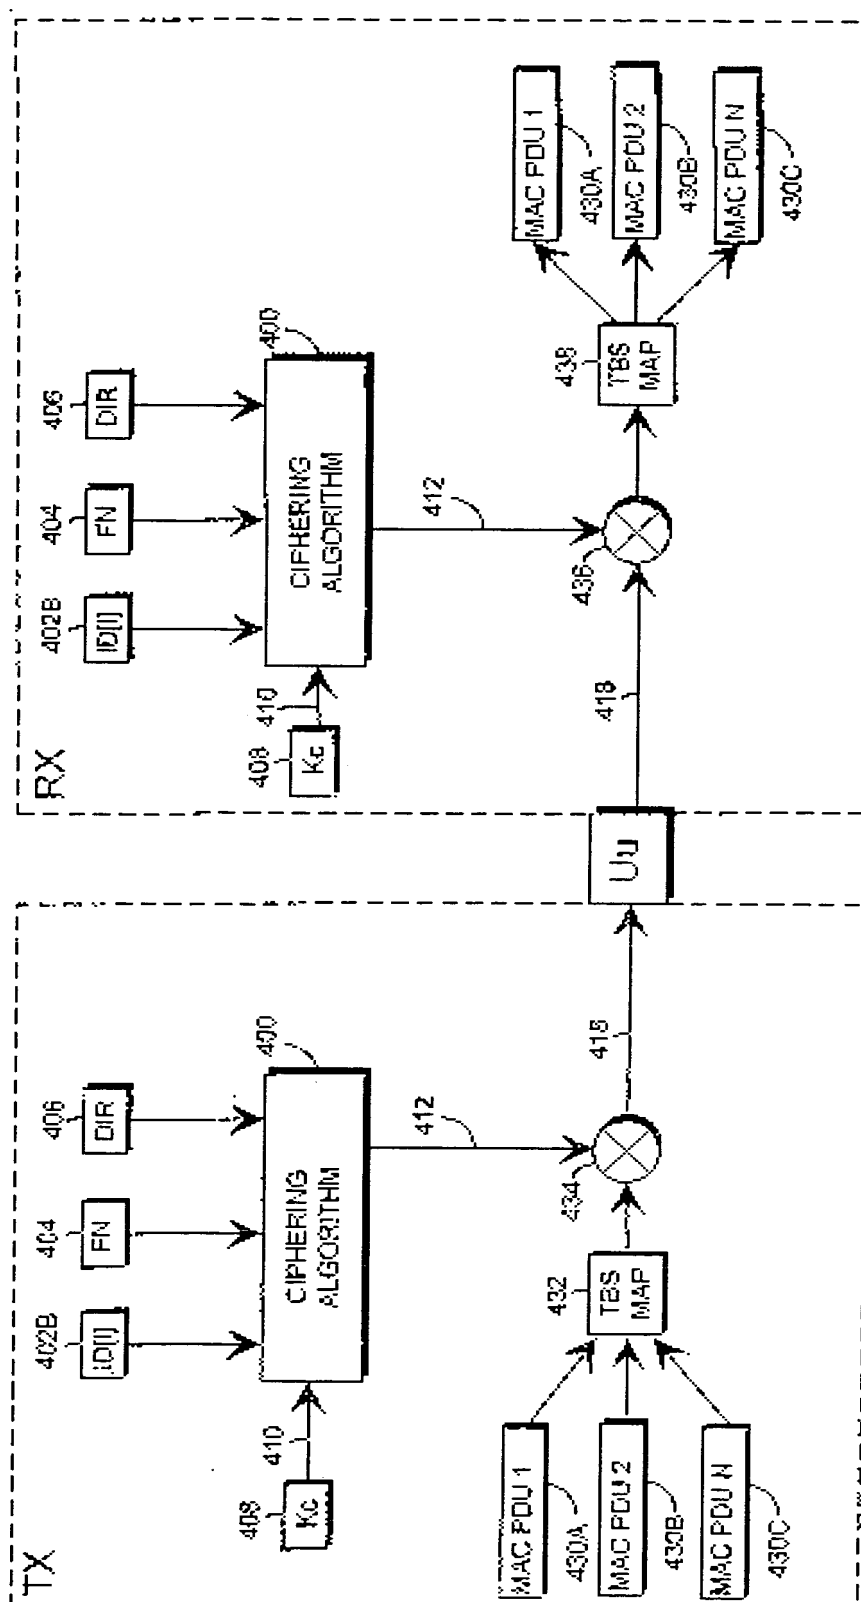 TX
402B
404
406
ID[I]
FN
DIR
408
Kc
410
CIPHERING
ALGORITHM
400
412
MAC PDU 1
430A
MAC PDU 2
430B
MAC PDU N
430C
432
TBS
MAP
434
416
Uu
RX
402B
404
406
ID[I]
FN
DIR
408
Kc
410
CIPHERING
ALGORITHM
400
412
418
436
438
TBS
MAP
MAC PDU 1
430A
MAC PDU 2
430B
MAC PDU N
430C